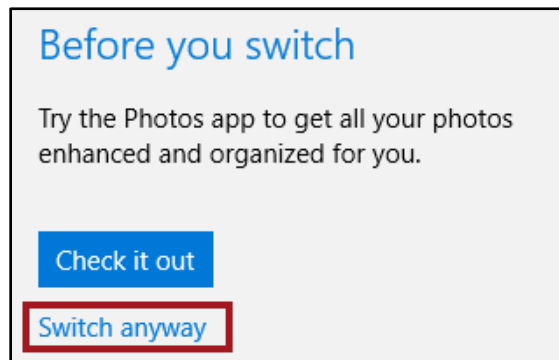 Before you switch
Try the Photos app to get all your photos
enhanced and organized for you.
Check it out
Switch anyway